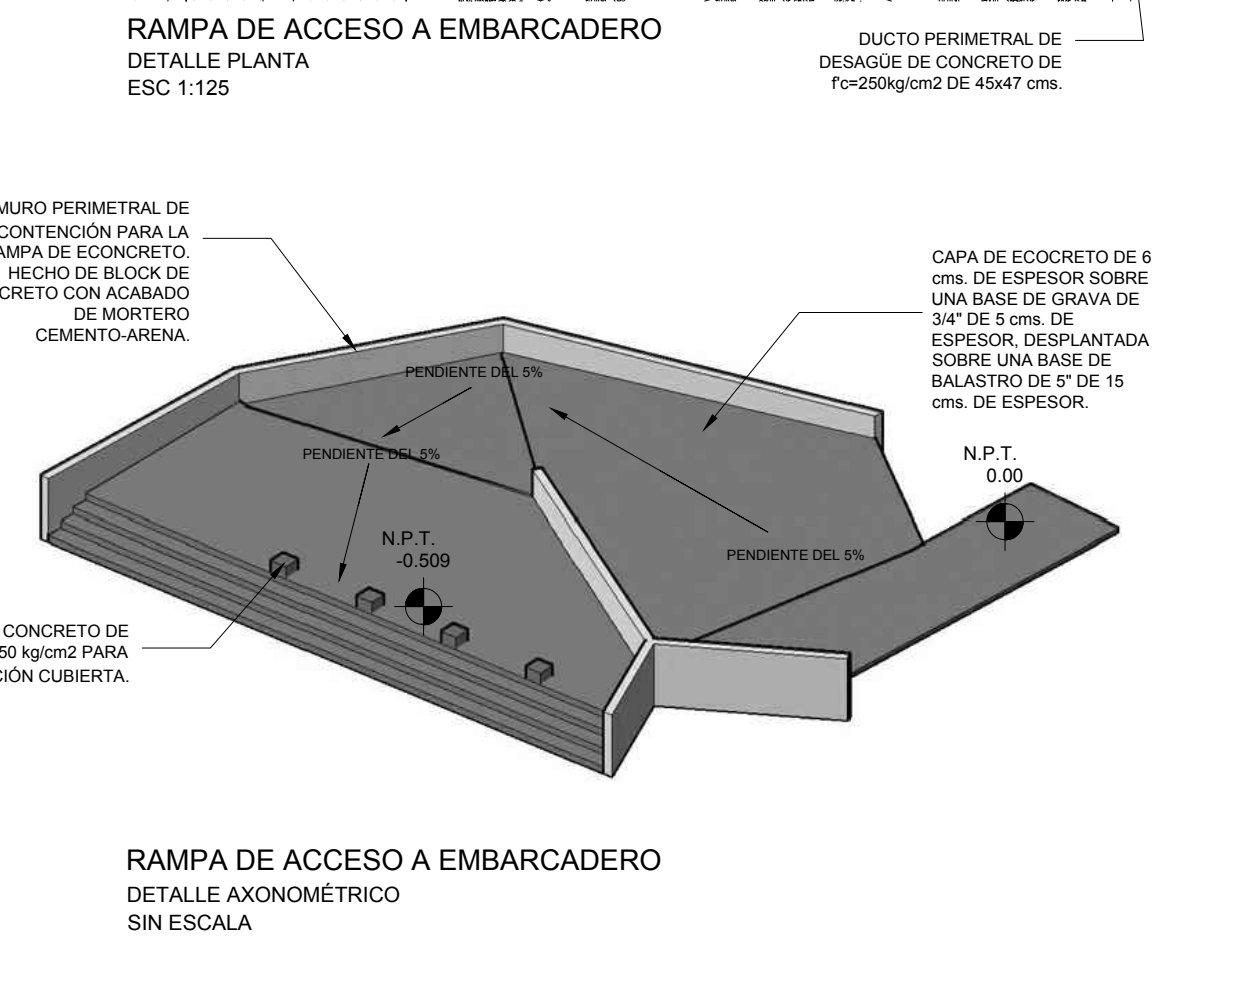 RAMPA DE ACCESO A EMBARCADERO
DETALLE PLANTA
ESC 1:125
DUCTO PERIMETRAL DE
DESAGÜE DE CONCRETO DE
f'c=250kg/cm2 DE 45x47 cms.
MURO PERIMETRAL DE
CONTENCIÓN PARA LA
AMPA DE ECONCRETO.
HECHO DE BLOCK DE
CRETO CON ACABADO
DE MORTERO
CEMENTO-ARENA.
CAPA DE ECOCRETO DE 6
cms. DE ESPESOR SOBRE
UNA BASE DE GRAVA DE
3/4" DE 5 cms. DE
ESPESOR, DESPLANTADA
SOBRE UNA BASE DE
BALASTRO DE 5" DE 15
cms. DE ESPESOR.
PENDIENTE DEL 5%
PENDIENTE DEL 5%
N.P.T.
0.00
N.P.T.
-0.509
PENDIENTE DEL 5%
CONCRETO DE
50 kg/cm2 PARA
CIÓN CUBIERTA.
RAMPA DE ACCESO A EMBARCADERO
DETALLE AXONOMÉTRICO
SIN ESCALA